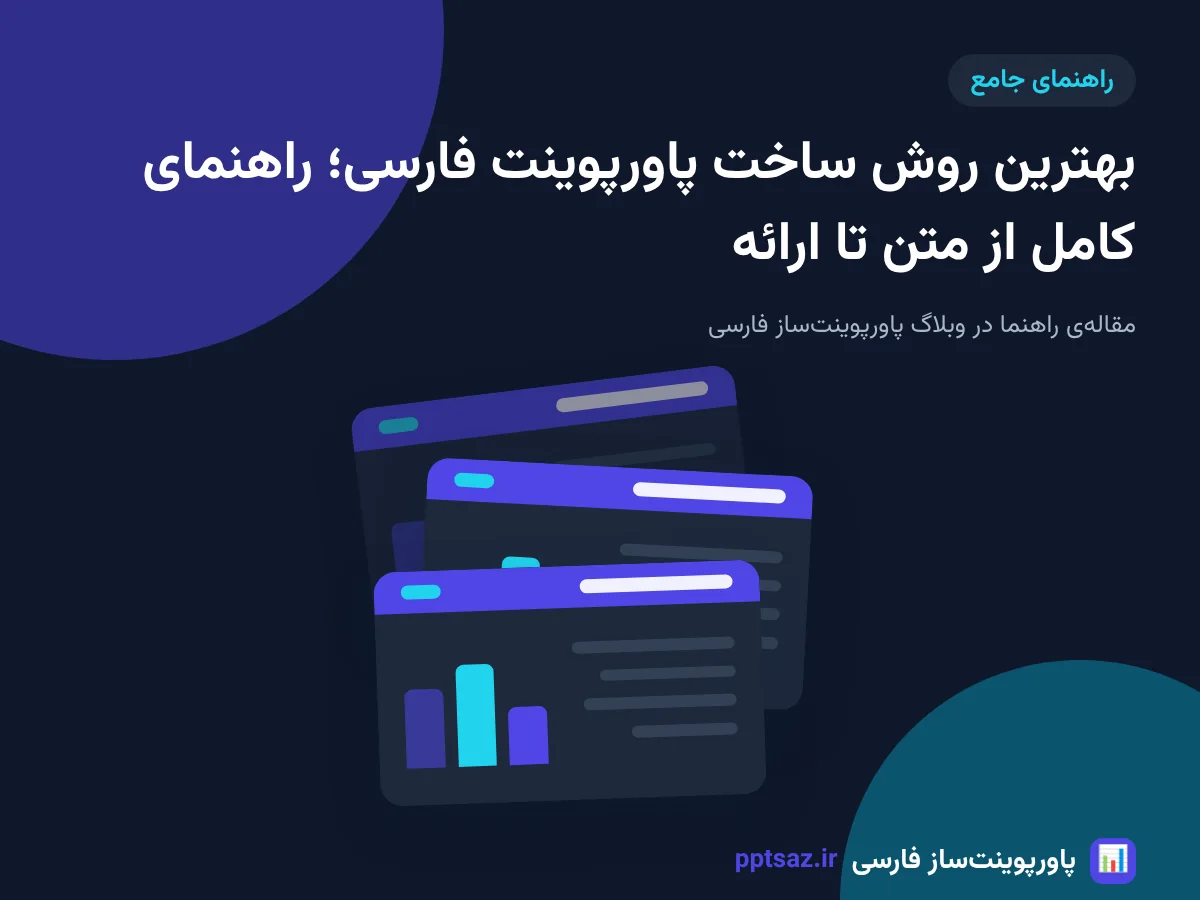 راهنمای جامع
بهترین روش ساخت پاورپوینت فارسی؛ راهنمای
کامل از متن تا ارائه
مقاله‌ی راهنما در وبلاگ پاورپوینت‌ساز فارسی
پاورپوینت‌ساز فارسی pptsaz.ir